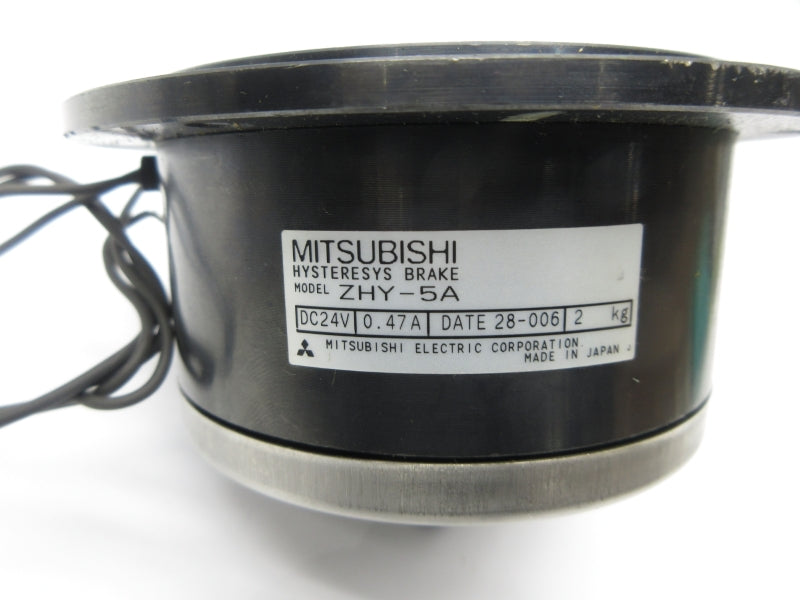 MITSUBISHI
HYSTERESYS BRAKE
MODEL ZHY-5A
DC24V 0.47A DATE 28-006 2 kg
MITSUBISHI ELECTRIC CORPORATION.
MADE IN JAPAN